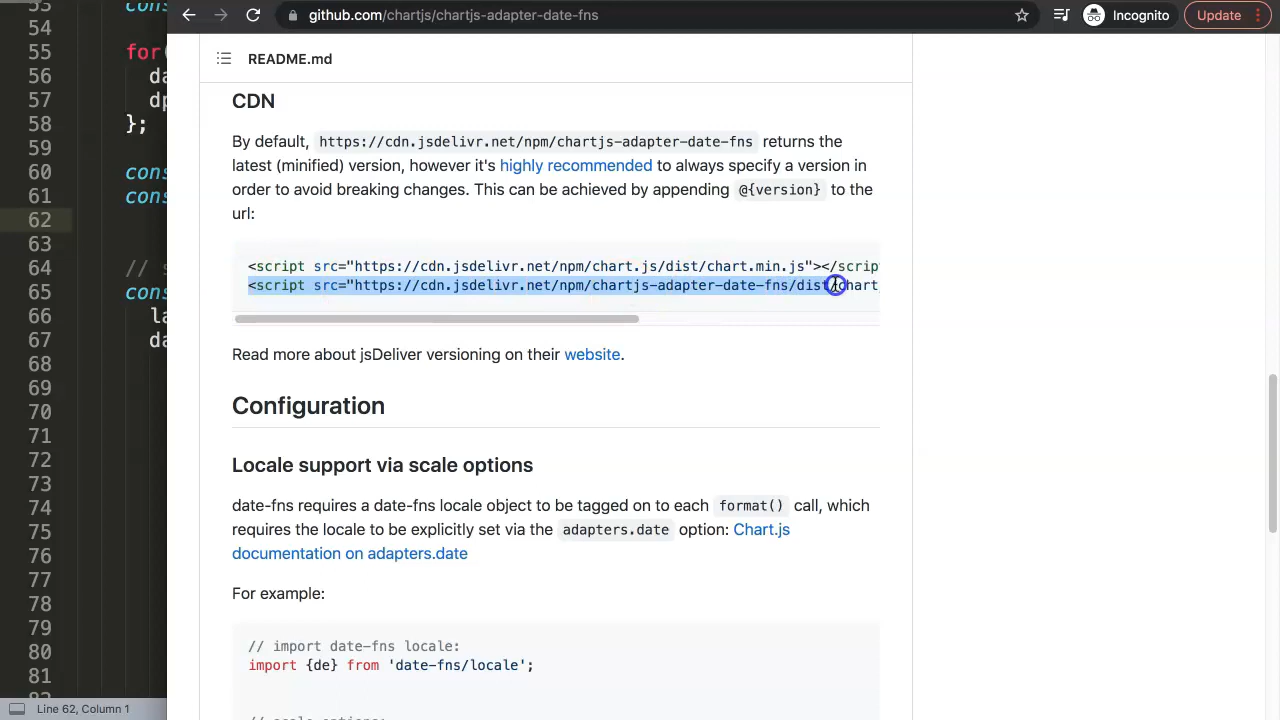 github.com/chartjs/chartjs-adapter-date-fns
Incognito
Update
53 cons
54
55 for(
56 da
57 dp
58 };
59
60 cons
61 cons
62
63
64 // s
65 cons
66 la
67 da
68
69
70
71
72
73
74
75
76
77
78
79
80
81
Line 62, Column 1
README.md
CDN
By default, https://cdn.jsdelivr.net/npm/chartjs-adapter-date-fns returns the
latest (minified) version, however it's highly recommended to always specify a version in
order to avoid breaking changes. This can be achieved by appending @{version} to the
url:
<script src="https://cdn.jsdelivr.net/npm/chart.js/dist/chart.min.js"></scrip
<script src="https://cdn.jsdelivr.net/npm/chartjs-adapter-date-fns/dist/chart
Read more about jsDeliver versioning on their website.
Configuration
Locale support via scale options
date-fns requires a date-fns locale object to be tagged on to each format() call, which
requires the locale to be explicitly set via the adapters.date option: Chart.js
documentation on adapters.date
For example:
// import date-fns locale:
import {de} from 'date-fns/locale';
// scale options: